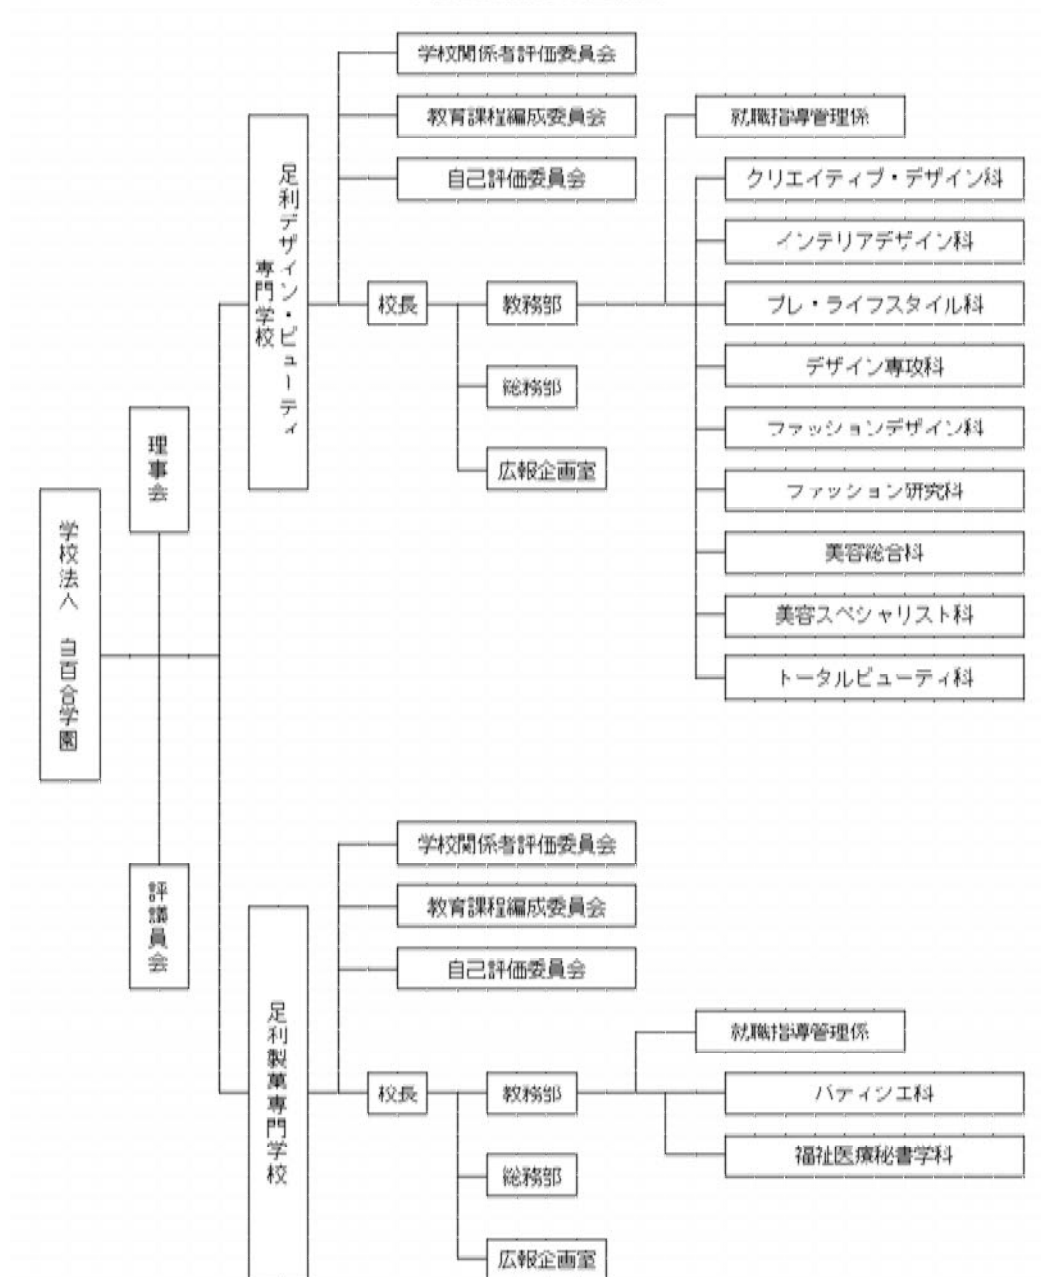 学校法人 白百合学園
理事会
評議員会
足利デザイン・ビューティ
専門学校
学校関係者評価委員会
教育課程編成委員会
自己評価委員会
校長
教務部
総務部
広報企画室
就職指導管理係
クリエイティブ・デザイン科
インテリアデザイン科
プレ・ライフスタイル科
デザイン専攻科
ファッションデザイン科
ファッション研究科
美容総合科
美容スペシャリスト科
トータルビューティ科
足利製菓専門学校
学校関係者評価委員会
教育課程編成委員会
自己評価委員会
校長
教務部
総務部
広報企画室
就職指導管理係
パティシエ科
福祉医療秘書学科